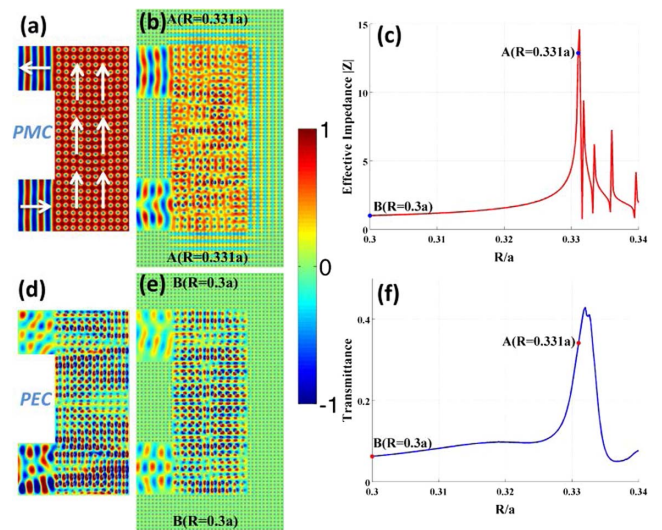 (a)
PMC
(b)
A(R=0.331a)
A(R=0.331a)
(c)
Effective Impedance |Z|
15
10
5
1
A(R=0.331a)
B(R=0.3a)
0.3
0.31
0.32
0.33
0.34
R/a
1
0
-1
(d)
PEC
(e)
B(R=0.3a)
B(R=0.3a)
(f)
Transmittance
0.4
0.2
0
A(R=0.331a)
B(R=0.3a)
0.3
0.31
0.32
0.33
0.34
R/a